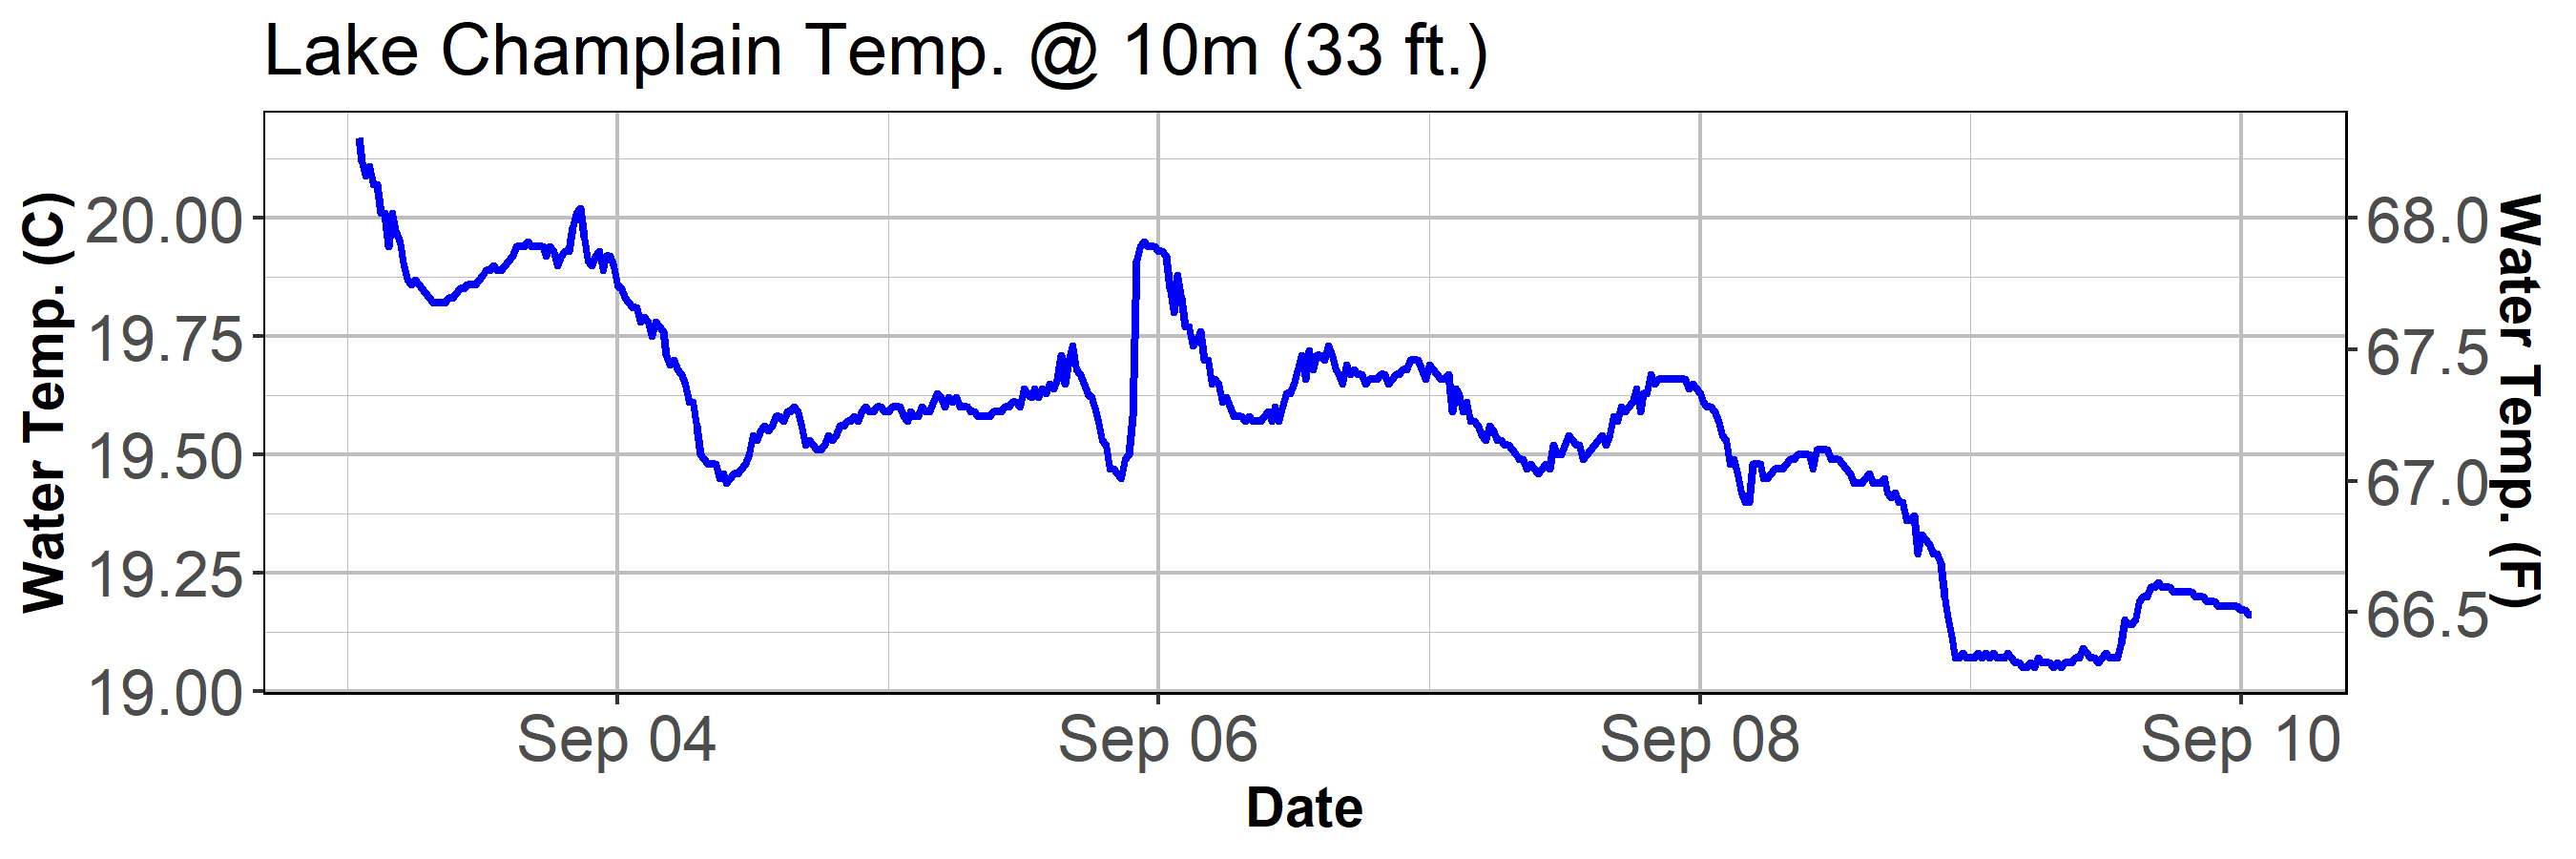 Lake Champlain Temp. @ 10m (33 ft.)
Water Temp. (C)
20.00
19.75
19.50
19.25
19.00
68.0
67.5
67.0
66.5
Water Temp. (F)
Sep 04 Sep 06 Sep 08 Sep 10
Date